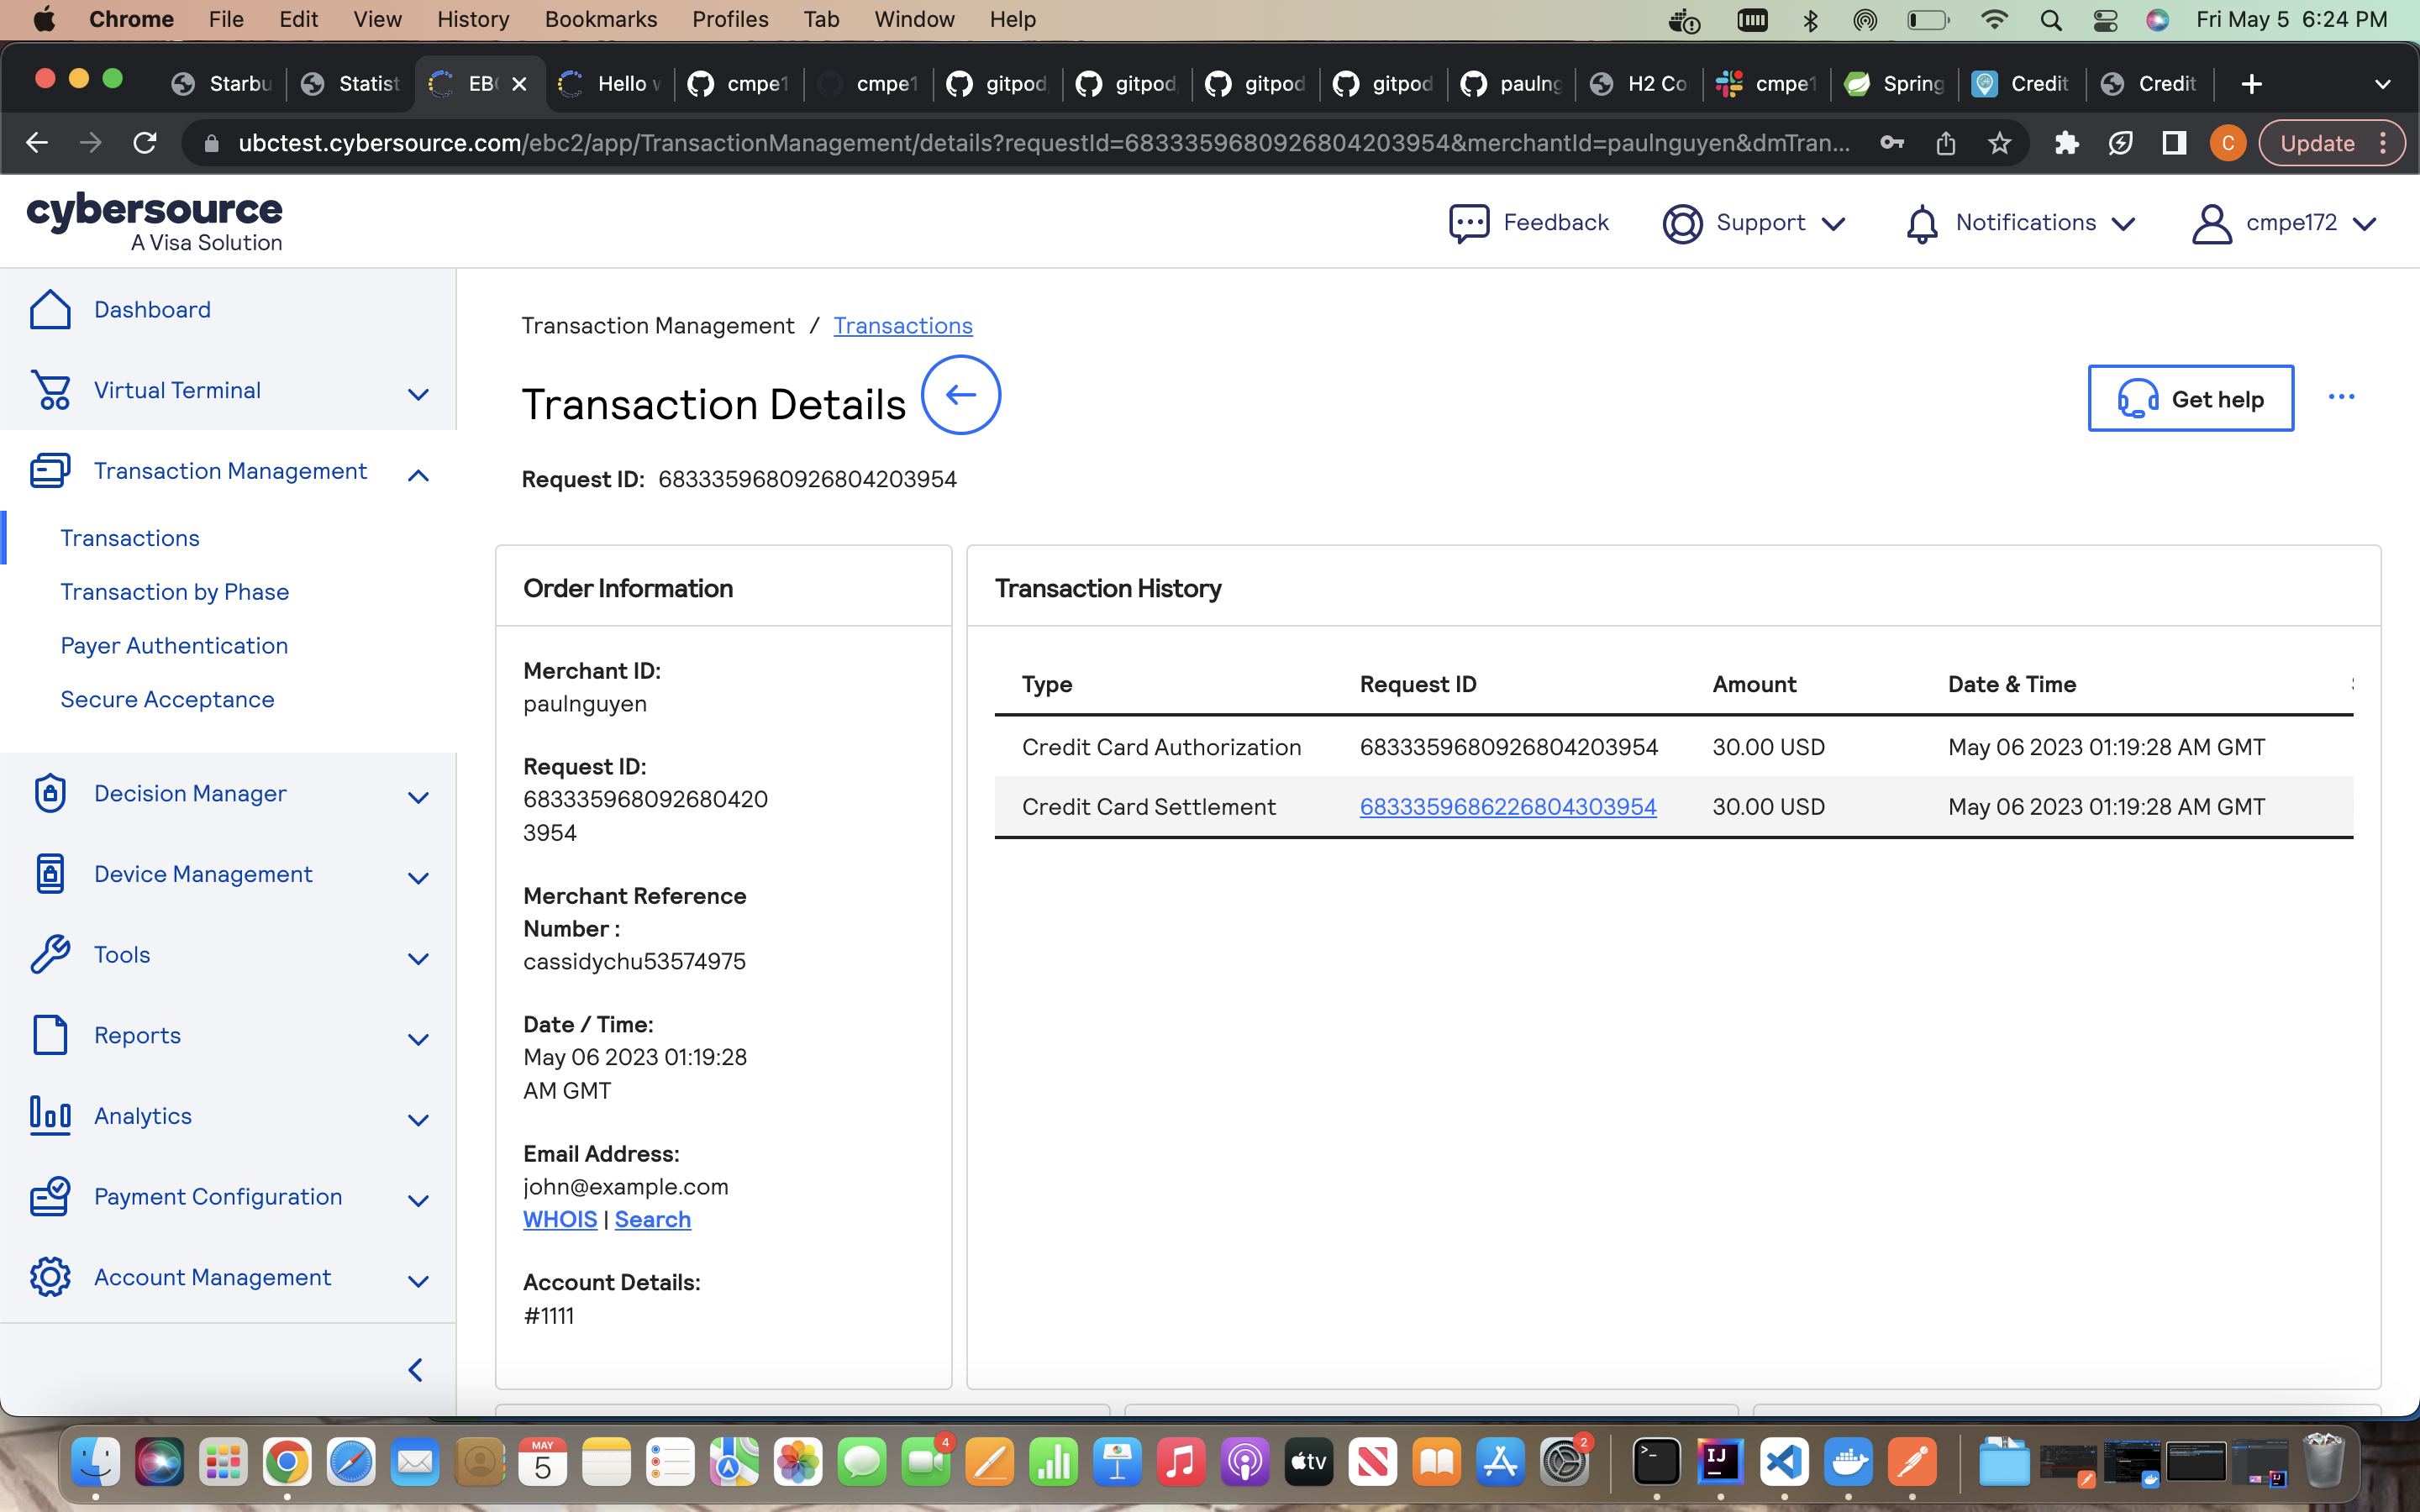 Chrome File Edit View History Bookmarks Profiles Tab Window Help
Fri May 5 6:24 PM
Starbu Statist EB Hello cmpe1 cmpe1 gitpod gitpod gitpod gitpod paulng H2 Co cmpe1 Spring Credit Credit
ubctest.cybersource.com/ebc2/app/TransactionManagement/details?requestId=6833359680926804203954&merchantId=paulnguyen&dmTran...
C
Update
cybersource
A Visa Solution
Feedback
Support
Notifications
cmpe172
Dashboard
Virtual Terminal
Transaction Management
Transactions
Transaction by Phase
Payer Authentication
Secure Acceptance
Decision Manager
Device Management
Tools
Reports
Analytics
Payment Configuration
Account Management
Transaction Management / Transactions
Transaction Details
Get help
Request ID: 6833359680926804203954
Order Information
Merchant ID:
paulnguyen
Request ID:
683335968092680420
3954
Merchant Reference
Number :
cassidychu53574975
Date / Time:
May 06 2023 01:19:28
AM GMT
Email Address:
john@example.com
WHOIS | Search
Account Details:
#1111
Transaction History
Type Request ID Amount Date & Time
Credit Card Authorization 6833359680926804203954 30.00 USD May 06 2023 01:19:28 AM GMT
Credit Card Settlement 6833359686226804303954 30.00 USD May 06 2023 01:19:28 AM GMT
MAY
5
4
tv
2
IJ